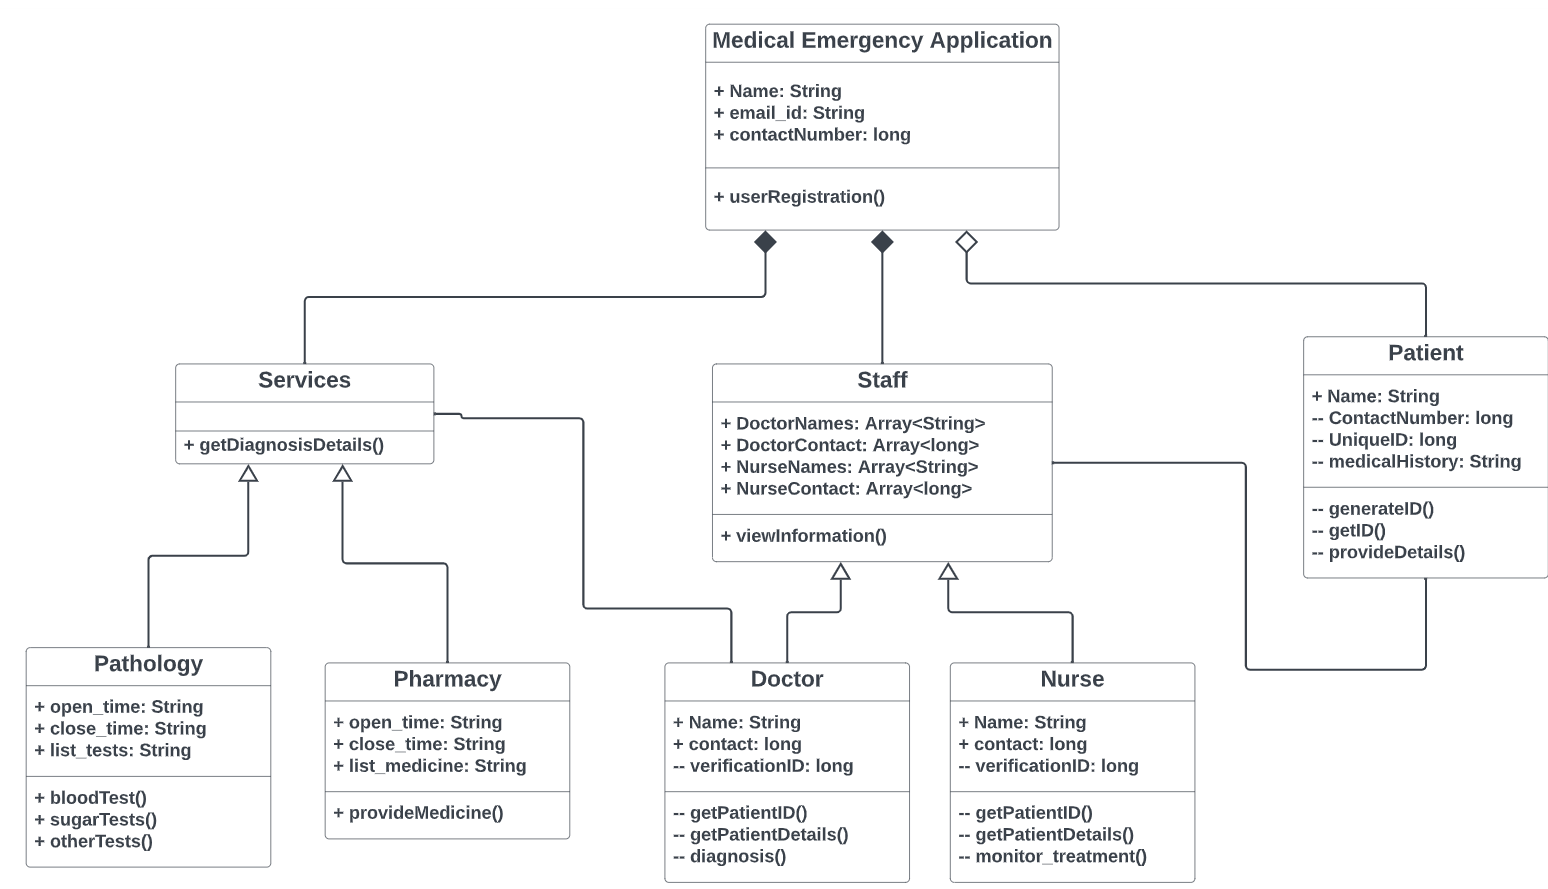 Medical Emergency Application
+ Name: String
+ email_id: String
+ contactNumber: long
+ userRegistration()
Services
+ getDiagnosisDetails()
Staff
+ DoctorNames: Array<String>
+ DoctorContact: Array<long>
+ NurseNames: Array<String>
+ NurseContact: Array<long>
+ viewInformation()
Patient
+ Name: String
-- ContactNumber: long
-- UniqueID: long
-- medicalHistory: String
-- generateID()
-- getID()
-- provideDetails()
Pathology
+ open_time: String
+ close_time: String
+ list_tests: String
+ bloodTest()
+ sugarTests()
+ otherTests()
Pharmacy
+ open_time: String
+ close_time: String
+ list_medicine: String
+ provideMedicine()
Doctor
+ Name: String
+ contact: long
-- verificationID: long
-- getPatientID()
-- getPatientDetails()
-- diagnosis()
Nurse
+ Name: String
+ contact: long
-- verificationID: long
-- getPatientID()
-- getPatientDetails()
-- monitor_treatment()